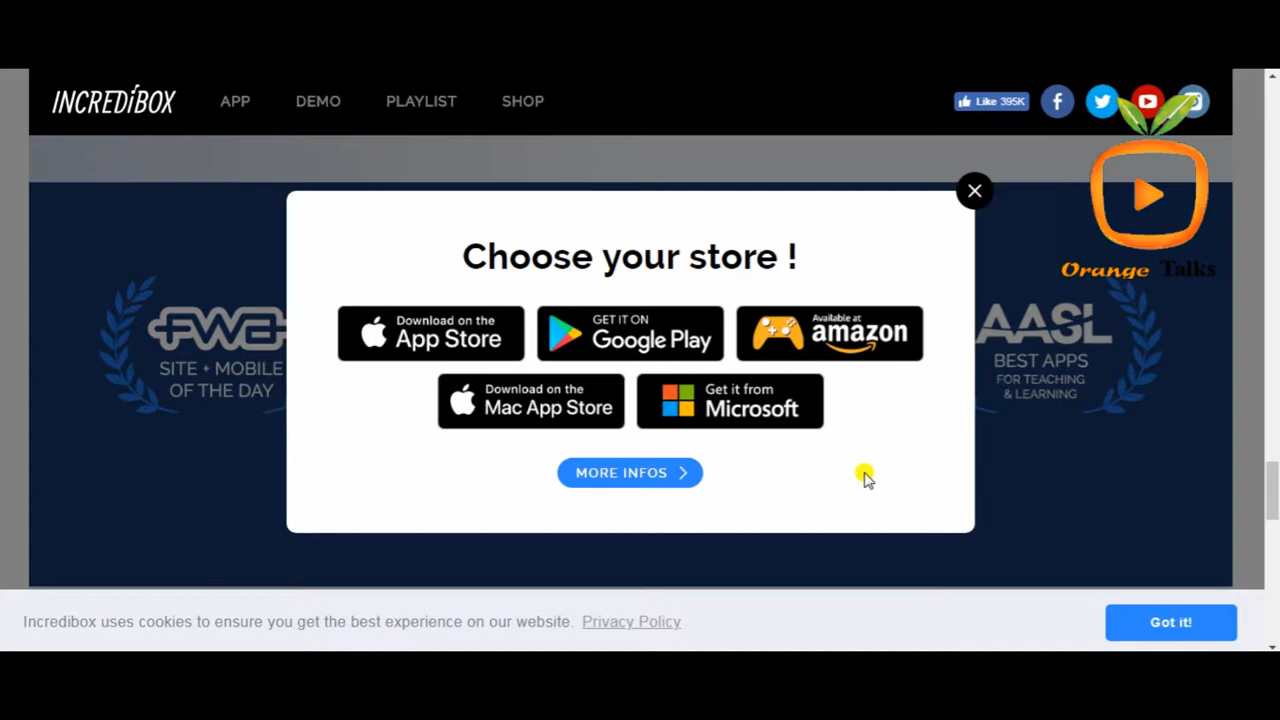 INCREDIBOX APP DEMO PLAYLIST SHOP Like 395K
Orange Talks
Choose your store !
Download on the
App Store
GET IT ON
Google Play
Available at
amazon
Download on the
Mac App Store
Get it from
Microsoft
MORE INFOS
FWA
SITE + MOBILE
OF THE DAY
AASL
BEST APPS
FOR TEACHING
& LEARNING
Incredibox uses cookies to ensure you get the best experience on our website. Privacy Policy Got it!